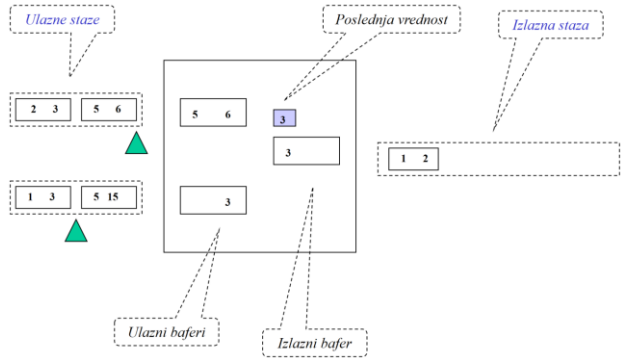 Ulazne staze
Poslednja vrednost
Izlazna staza
2 3 5 6
5 6
3
3
1 2
1 3 5 15
3
Ulazni baferi
Izlazni bafer